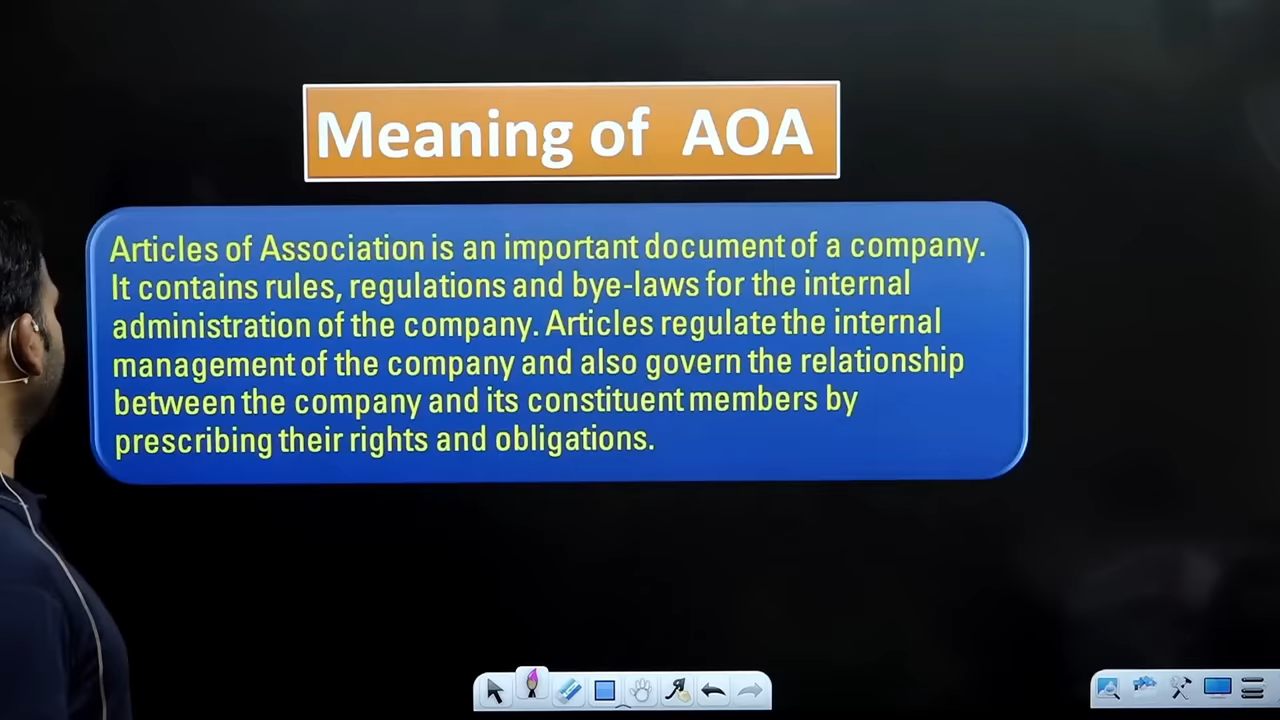 Meaning of AOA
Articles of Association is an important document of a company.
It contains rules, regulations and bye-laws for the internal
administration of the company. Articles regulate the internal
management of the company and also govern the relationship
between the company and its constituent members by
prescribing their rights and obligations.